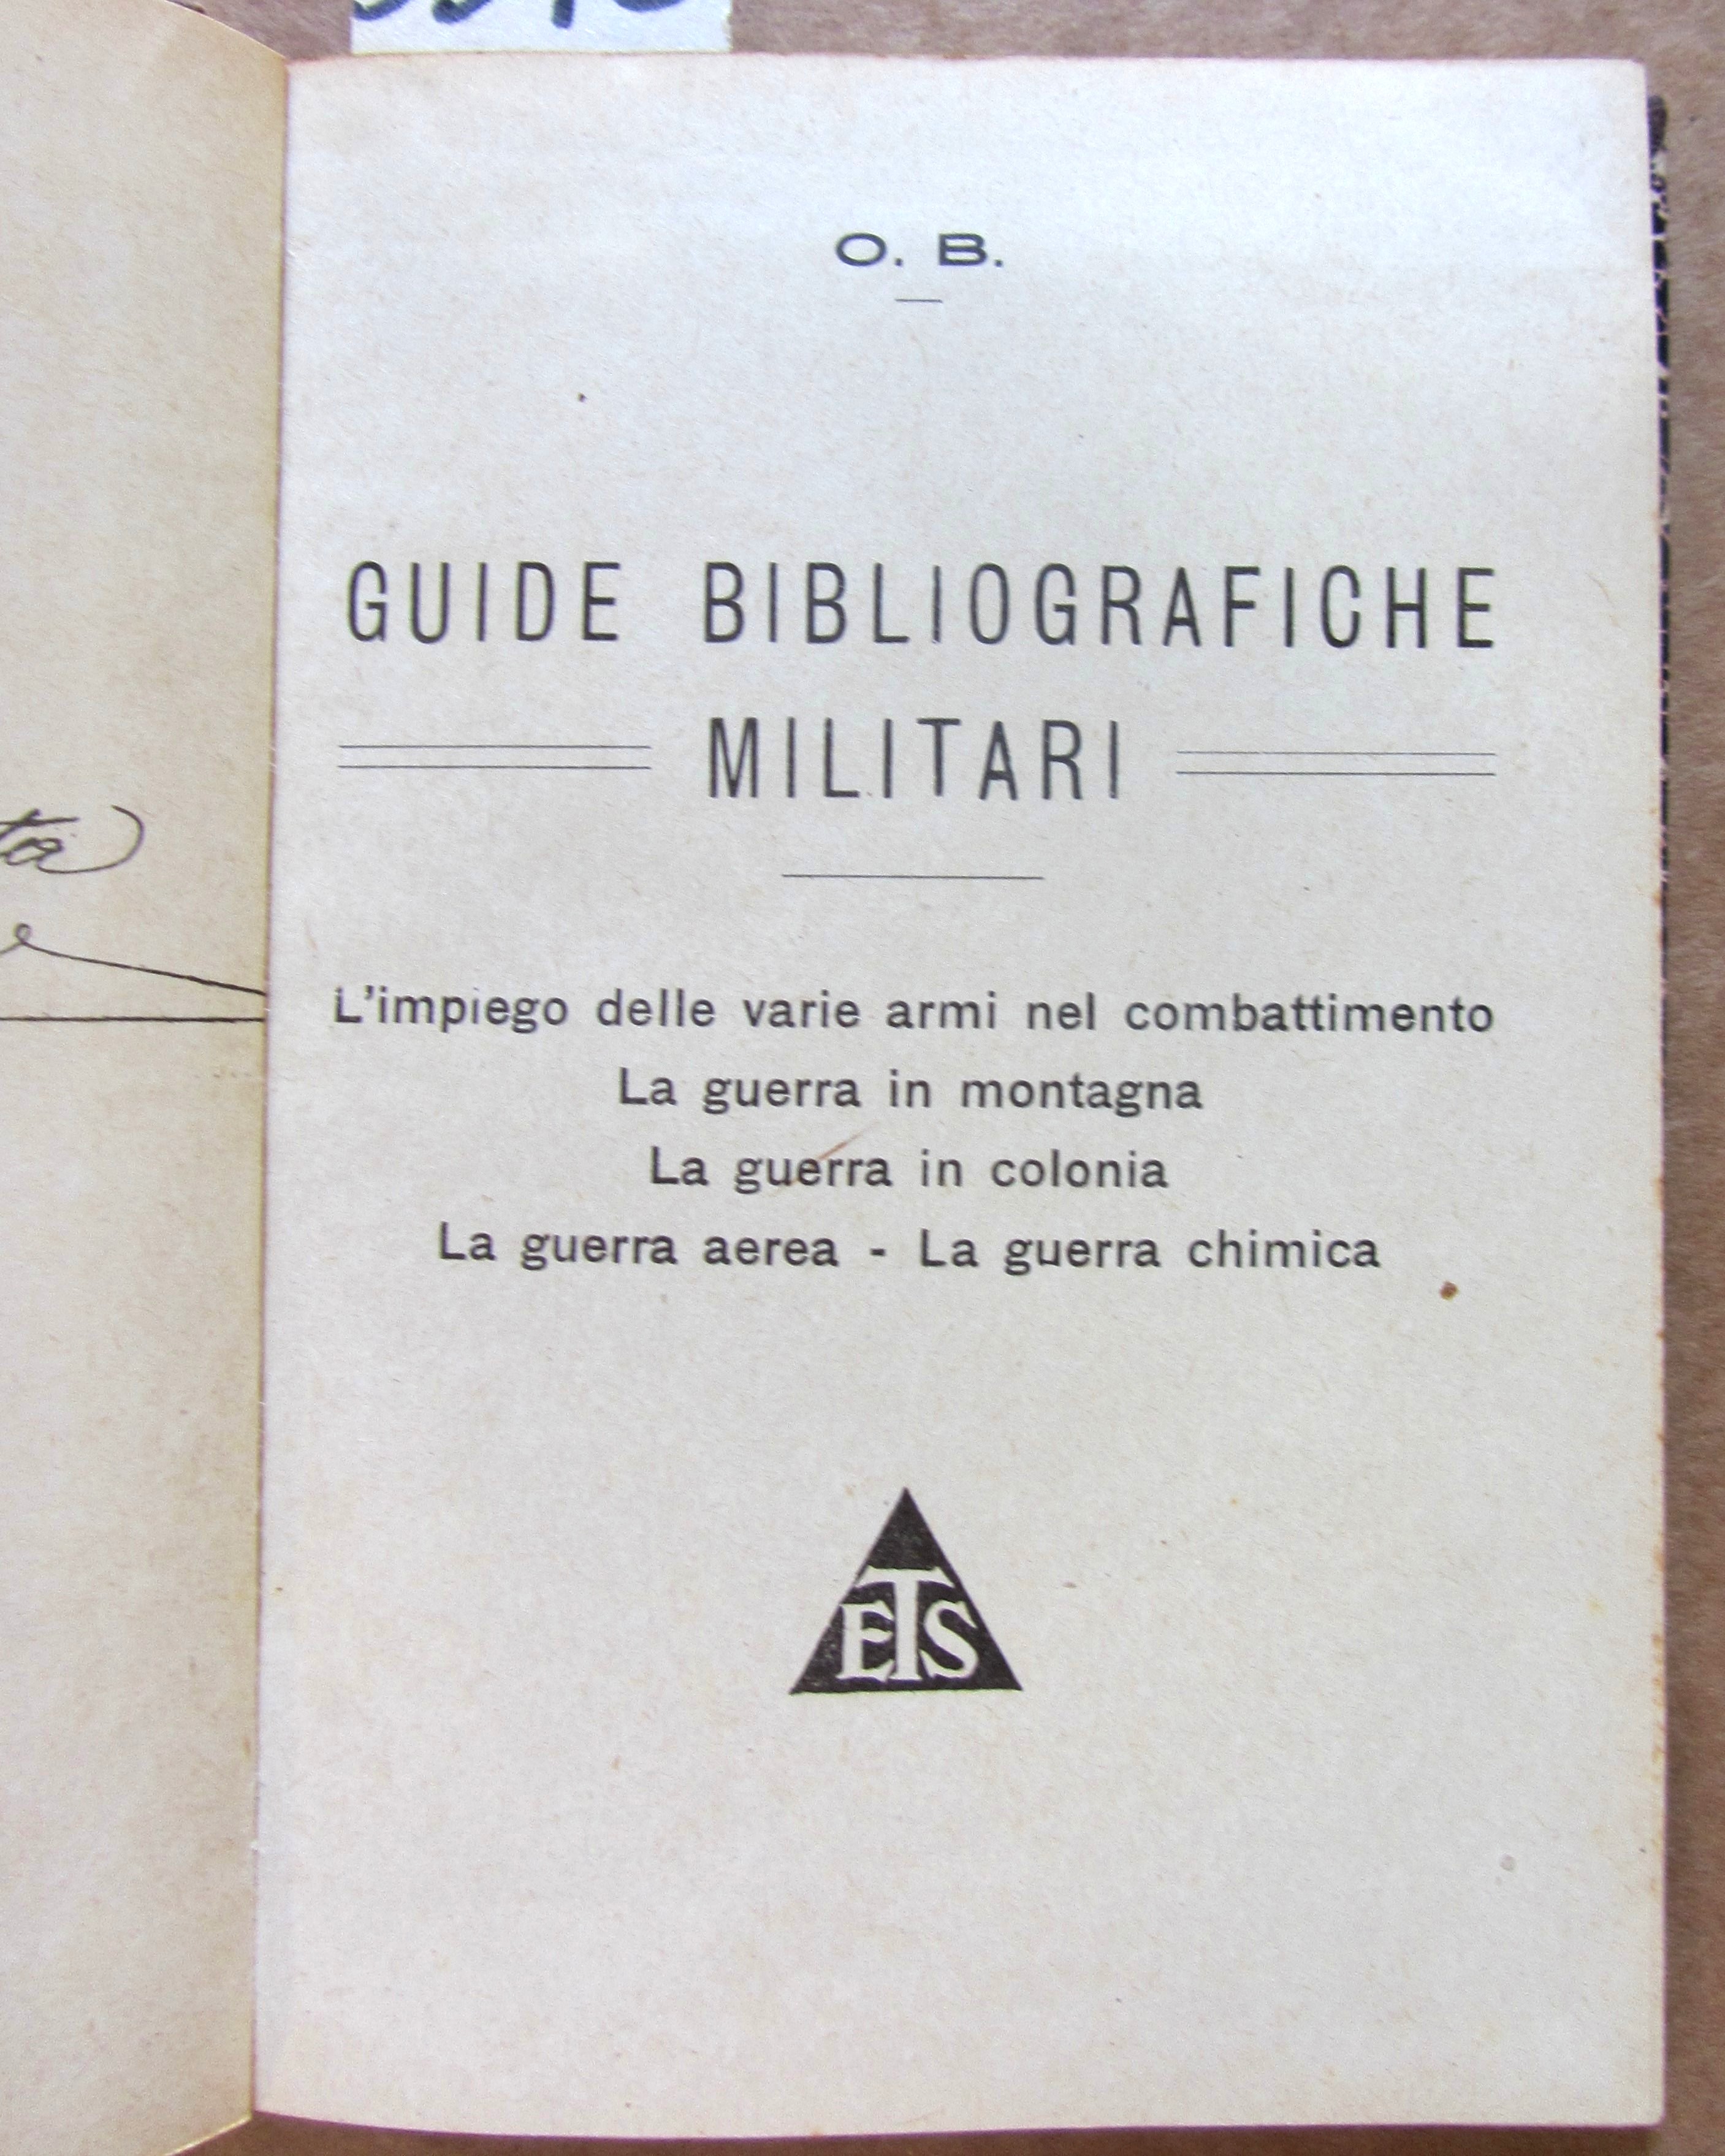 O. B.
GUIDE BIBLIOGRAFICHE
MILITARI
L'impiego delle varie armi nel combattimento
La guerra in montagna
La guerra in colonia
La guerra aerea - La guerra chimica
ETS